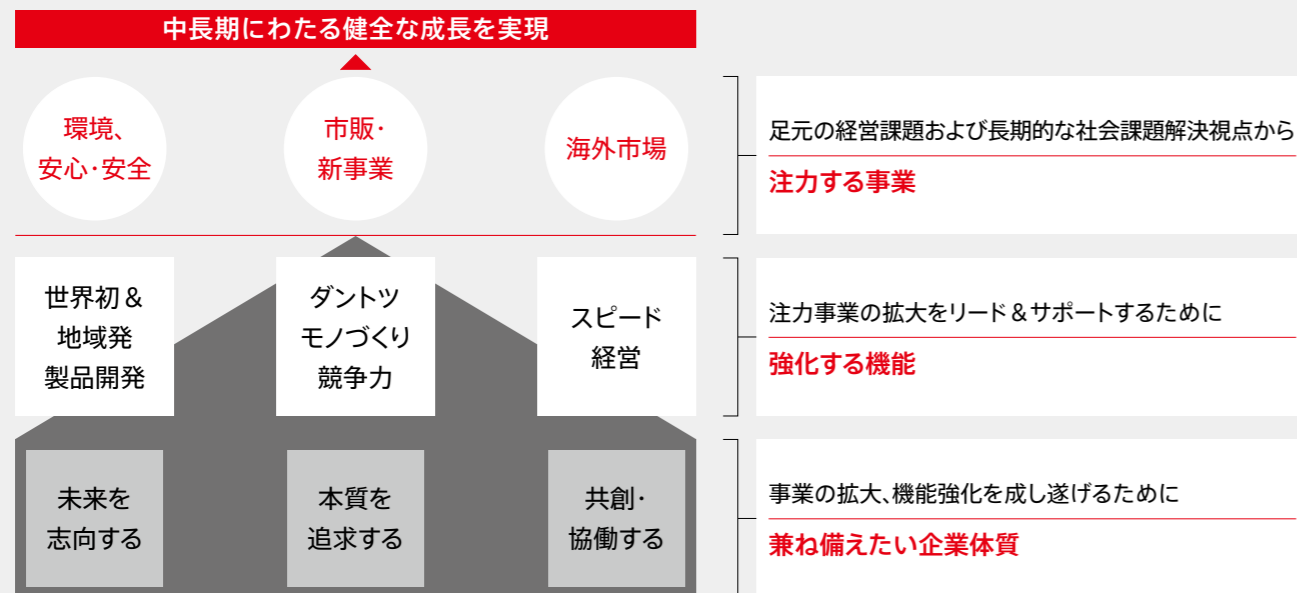 中長期にわたる健全な成長を実現
環境、
安心・安全
市販・
新事業
海外市場
足元の経営課題および長期的な社会課題解決視点から
注力する事業
世界初&
地域発
製品開発
ダントツ
モノづくり
競争力
スピード
経営
注力事業の拡大をリード&サポートするために
強化する機能
未来を
志向する
本質を
追求する
共創・
協働する
事業の拡大、機能強化を成し遂げるために
兼ね備えたい企業体質